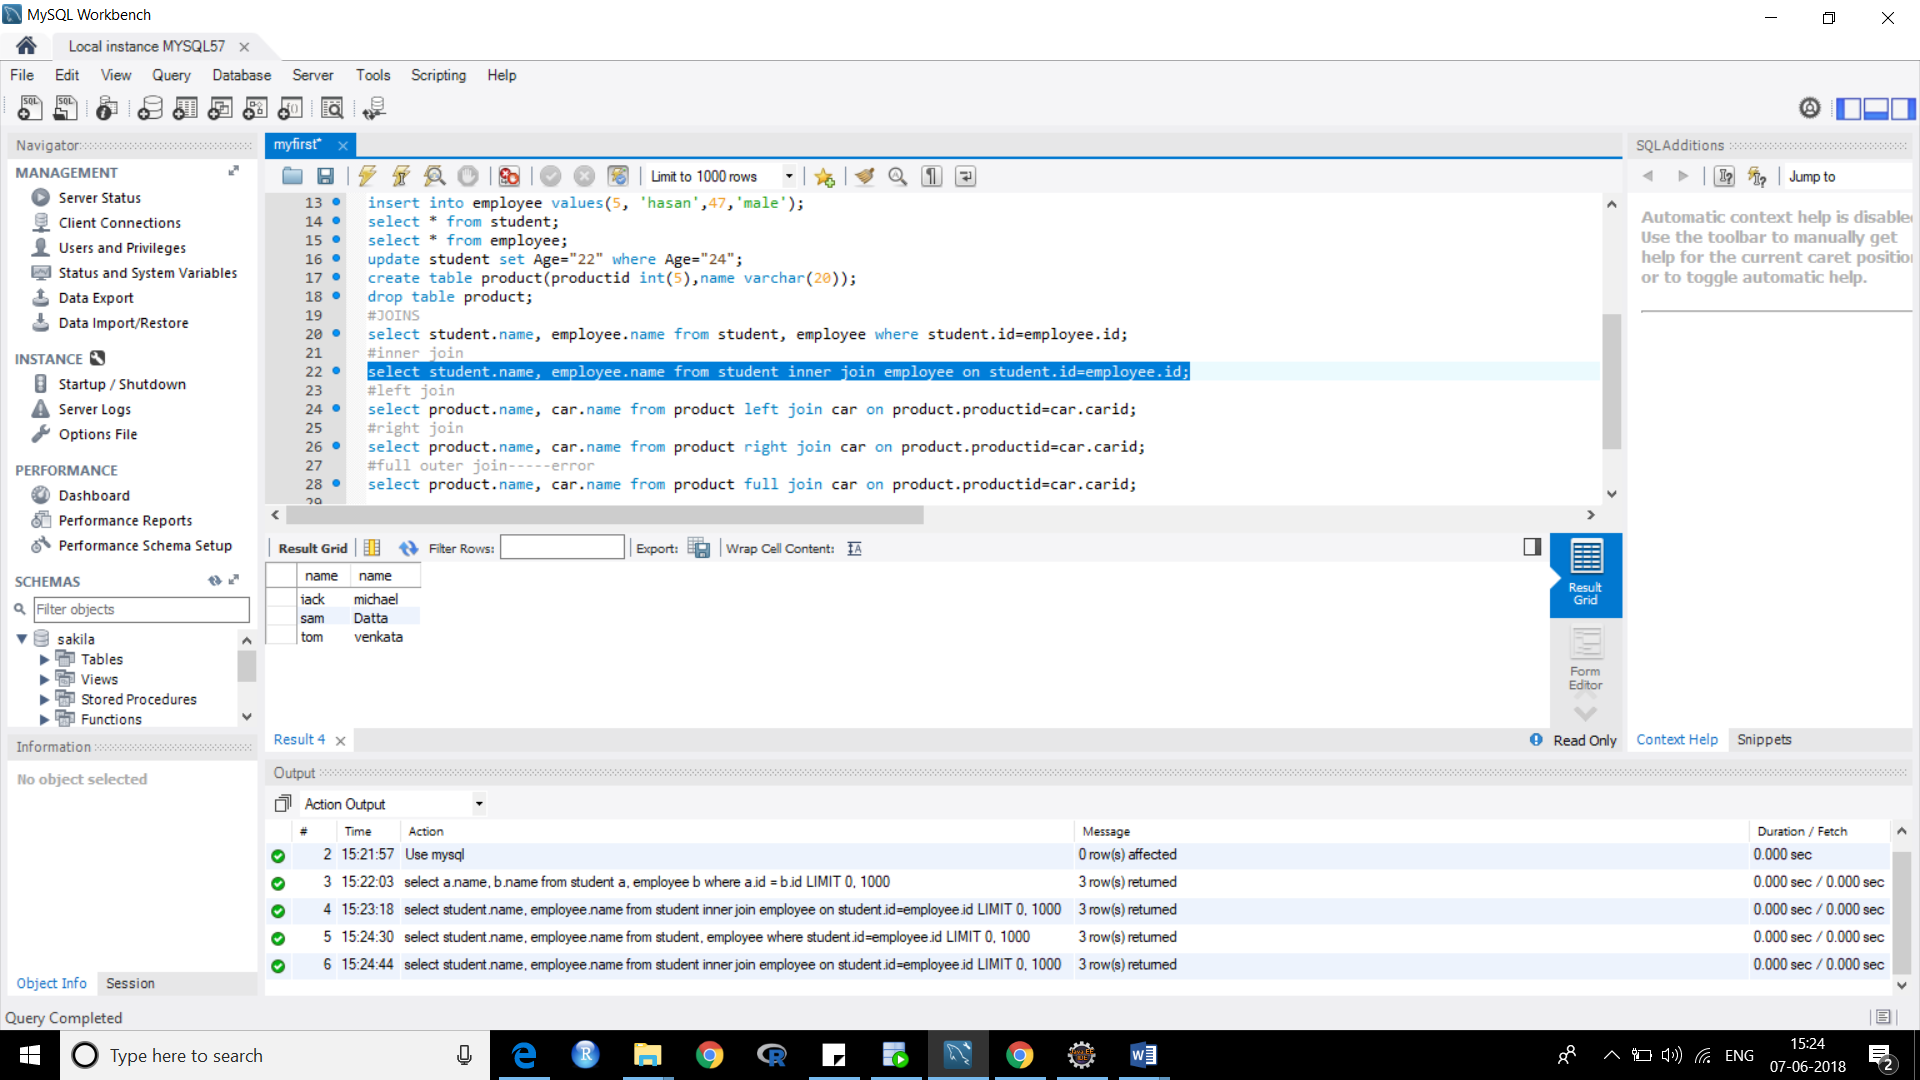 MySQL Workbench
Local instance MYSQL57
File Edit View Query Database Server Tools Scripting Help
Navigator
MANAGEMENT
Server Status
Client Connections
Users and Privileges
Status and System Variables
Data Export
Data Import/Restore
INSTANCE
Startup / Shutdown
Server Logs
Options File
PERFORMANCE
Dashboard
Performance Reports
Performance Schema Setup
SCHEMAS
Filter objects
sakila
Tables
Views
Stored Procedures
Functions
Information
No object selected
Object Info Session
myfirst*
Limit to 1000 rows
13 insert into employee values(5, 'hasan',47,'male');
14 select * from student;
15 select * from employee;
16 update student set Age="22" where Age="24";
17 create table product(productid int(5),name varchar(20));
18 drop table product;
19 #JOINS
20 select student.name, employee.name from student, employee where student.id=employee.id;
21 #inner join
22 select student.name, employee.name from student inner join employee on student.id=employee.id;
23 #left join
24 select product.name, car.name from product left join car on product.productid=car.carid;
25 #right join
26 select product.name, car.name from product right join car on product.productid=car.carid;
27 #full outer join-----error
28 select product.name, car.name from product full join car on product.productid=car.carid;
29
Result Grid Filter Rows: Export: Wrap Cell Content:
name name
jack michael
sam Datta
tom venkata
Result Grid
Form Editor
Result 4
Read Only
SQLAdditions
Jump to
Automatic context help is disabled
Use the toolbar to manually get
help for the current caret position
or to toggle automatic help.
Context Help Snippets
Output
Action Output
# Time Action Message Duration / Fetch
2 15:21:57 Use mysql 0 row(s) affected 0.000 sec
3 15:22:03 select a.name, b.name from student a, employee b where a.id = b.id LIMIT 0, 1000 3 row(s) returned 0.000 sec / 0.000 sec
4 15:23:18 select student.name, employee.name from student inner join employee on student.id=employee.id LIMIT 0, 1000 3 row(s) returned 0.000 sec / 0.000 sec
5 15:24:30 select student.name, employee.name from student, employee where student.id=employee.id LIMIT 0, 1000 3 row(s) returned 0.000 sec / 0.000 sec
6 15:24:44 select student.name, employee.name from student inner join employee on student.id=employee.id LIMIT 0, 1000 3 row(s) returned 0.000 sec / 0.000 sec
Query Completed
Type here to search
ENG
15:24
07-06-2018
2